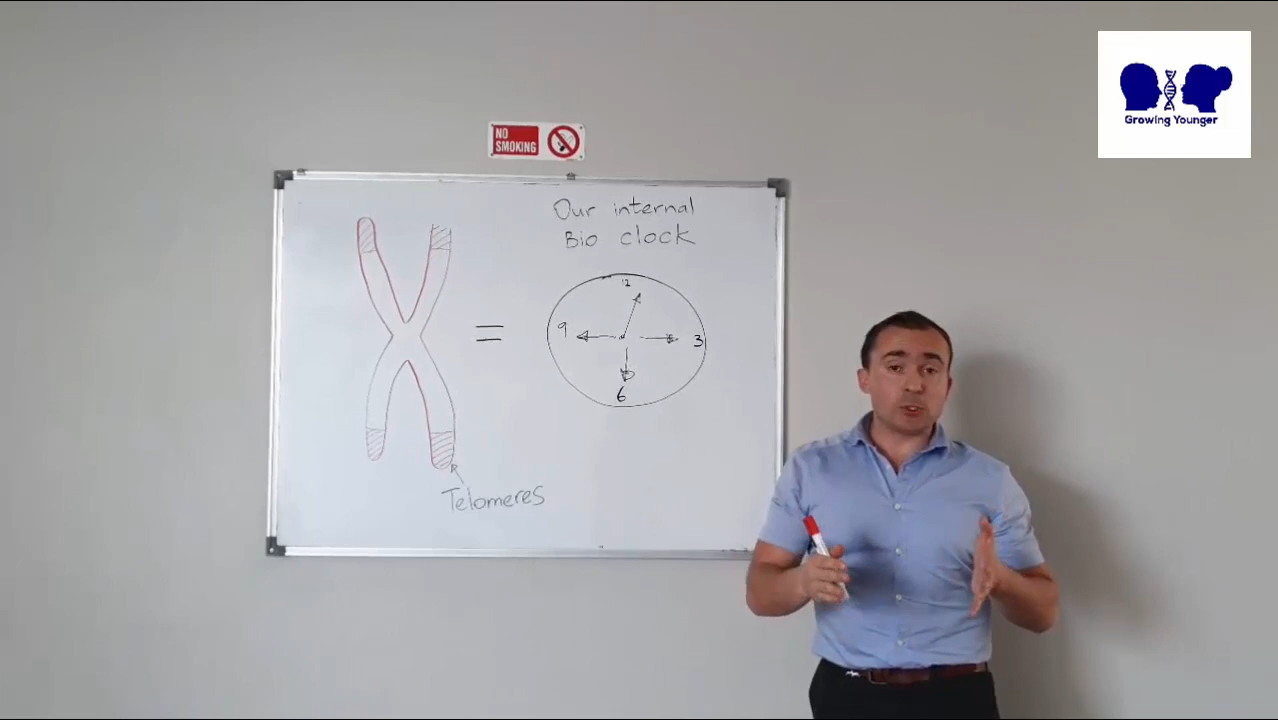 Growing Younger
NO
SMOKING
Our internal
Bio clock
12
9
3
6
=
Telomeres